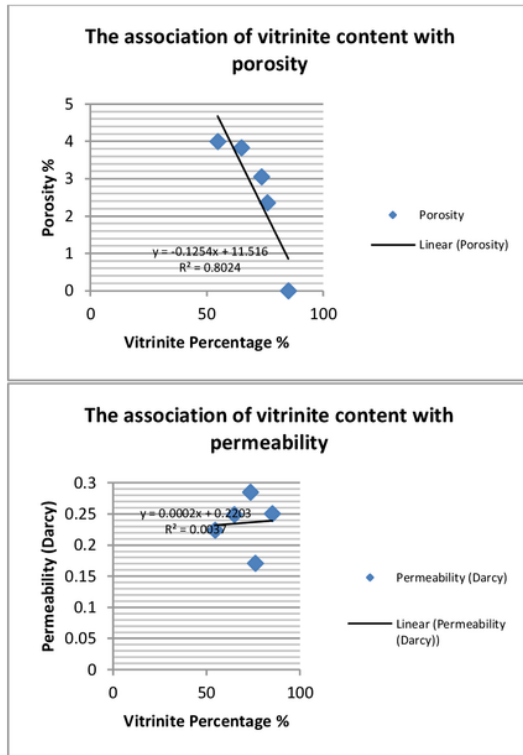 The association of vitrinite content with
porosity
5
4
3
2
1
0
0
50
100
Porosity %
Vitrinite Percentage %
y = -0.1254x + 11.516
R² = 0.8024
Porosity
Linear (Porosity)
The association of vitrinite content with
permeability
0.3
0.25
0.2
0.15
0.1
0.05
0
0
50
100
Permeability (Darcy)
Vitrinite Percentage %
y = 0.0002x + 0.2203
R² = 0.0037
Permeability (Darcy)
Linear (Permeability
(Darcy))